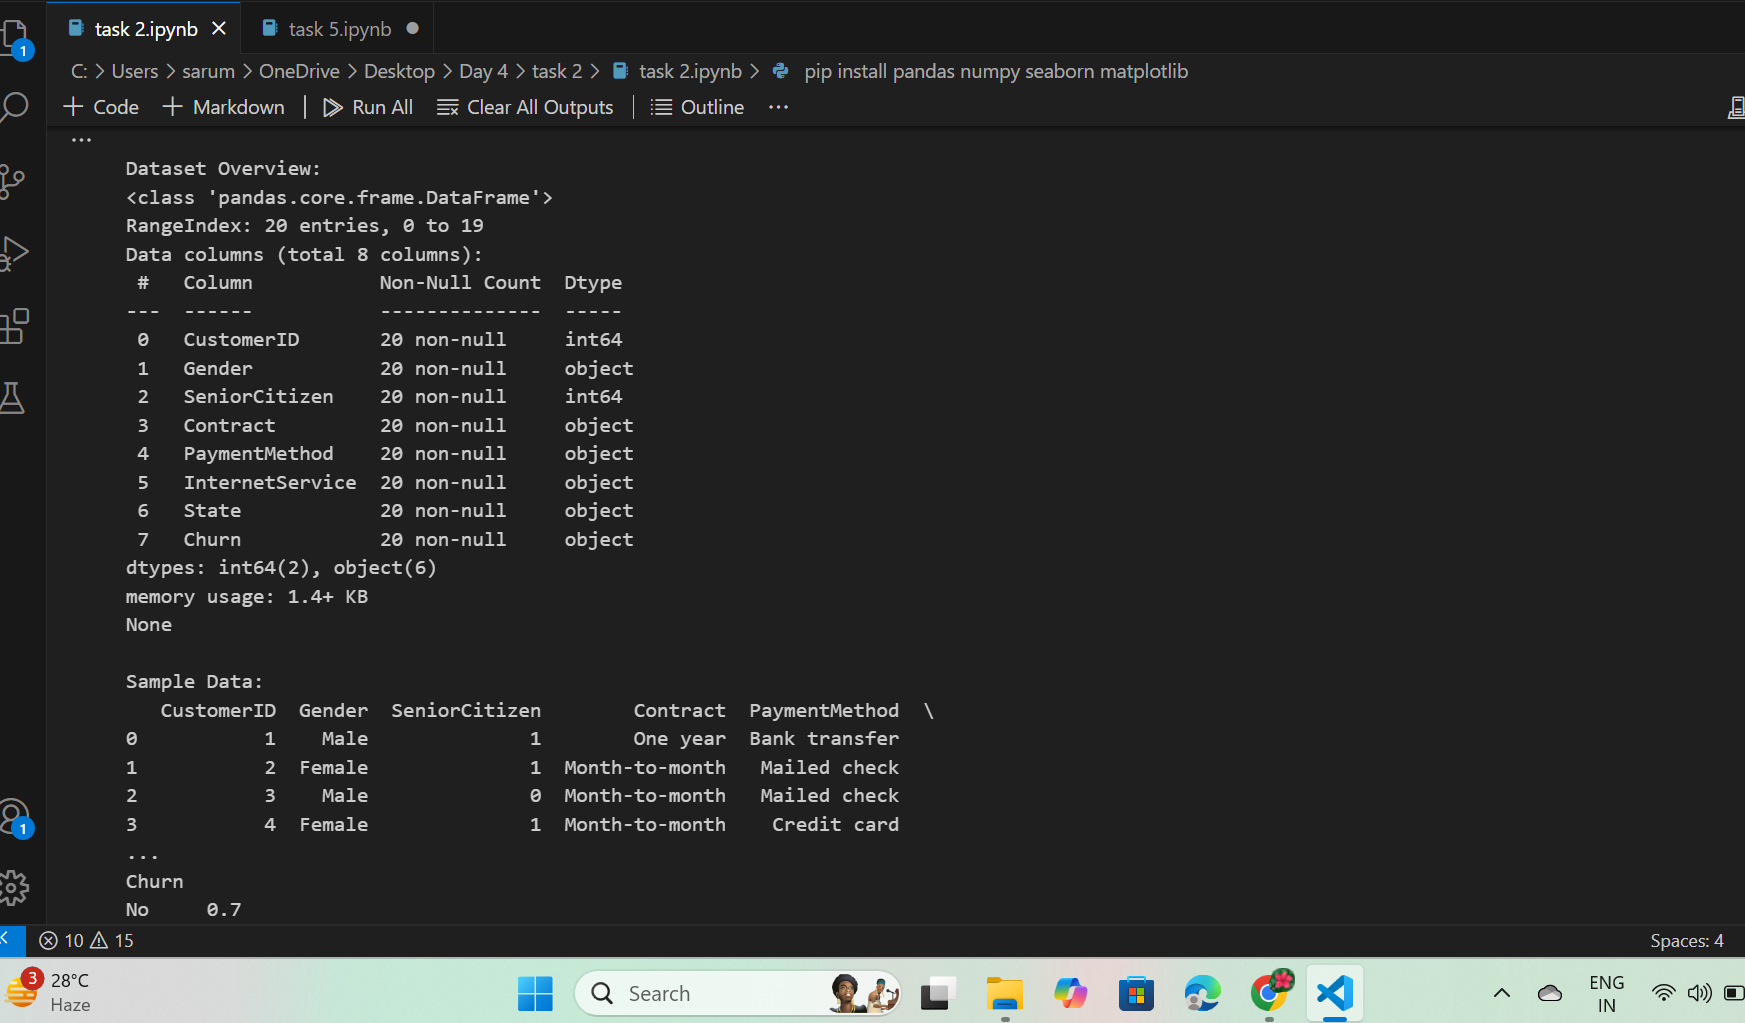 task 2.ipynb
task 5.ipynb
1
C: > Users > sarum > OneDrive > Desktop > Day 4 > task 2 > task 2.ipynb > pip install pandas numpy seaborn matplotlib
+ Code + Markdown | Run All Clear All Outputs | Outline ...
...
Dataset Overview:
<class 'pandas.core.frame.DataFrame'>
RangeIndex: 20 entries, 0 to 19
Data columns (total 8 columns):
 #   Column           Non-Null Count  Dtype
---  ------           --------------  -----
 0   CustomerID       20 non-null     int64
 1   Gender           20 non-null     object
 2   SeniorCitizen    20 non-null     int64
 3   Contract         20 non-null     object
 4   PaymentMethod    20 non-null     object
 5   InternetService  20 non-null     object
 6   State            20 non-null     object
 7   Churn            20 non-null     object
dtypes: int64(2), object(6)
memory usage: 1.4+ KB
None
Sample Data:
   CustomerID  Gender  SeniorCitizen        Contract  PaymentMethod  \
0           1    Male              1        One year  Bank transfer
1           2  Female              1  Month-to-month   Mailed check
2           3    Male              0  Month-to-month   Mailed check
3           4  Female              1  Month-to-month    Credit card
...
Churn
No     0.7
1
10 15
Spaces: 4
3
28°C
Haze
Search
ENG
IN